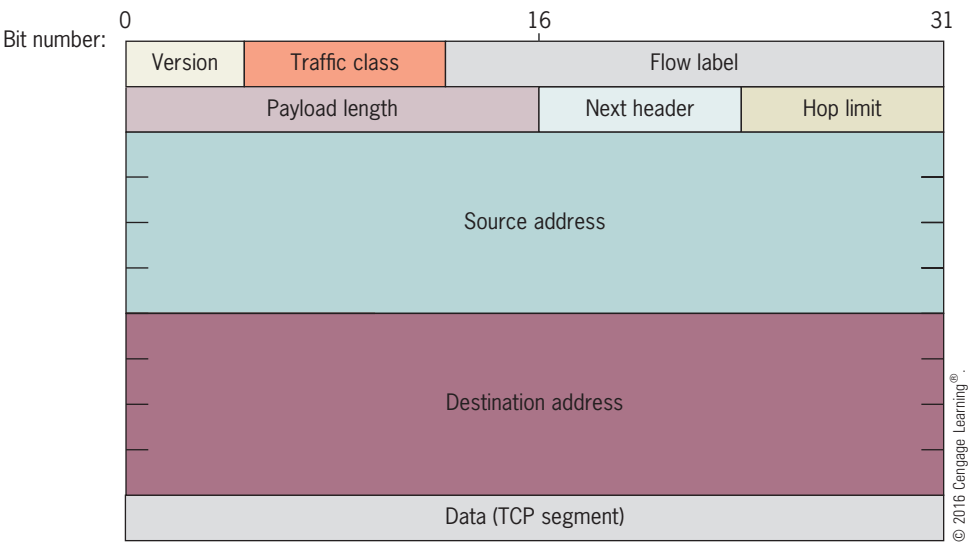 0 16 31
Bit number:
Version Traffic class Flow label
Payload length Next header Hop limit
Source address
Destination address
Data (TCP segment)
© 2016 Cengage Learning®.